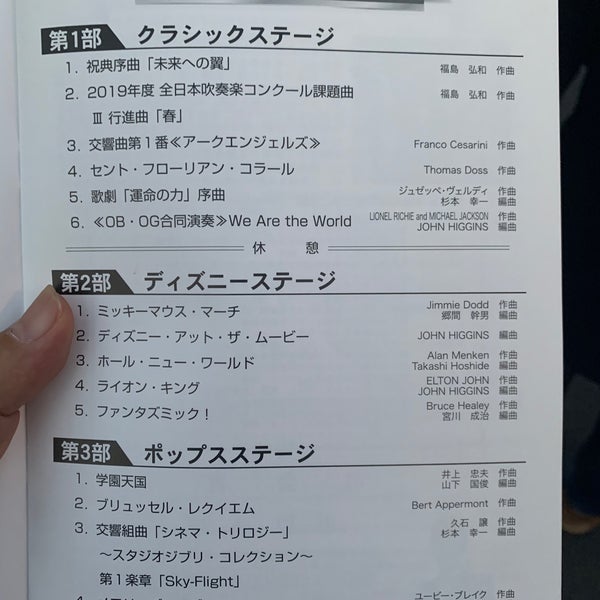 第1部 クラシックステージ
1. 祝典序曲「未来への翼」 福島 弘和 作曲
2. 2019年度 全日本吹奏楽コンクール課題曲 福島 弘和 作曲
Ⅲ 行進曲「春」
3. 交響曲第1番≪アークエンジェルズ≫ Franco Cesarini 作曲
4. セント・フローリアン・コラール Thomas Doss 作曲
5. 歌劇「運命の力」序曲 ジュゼッペ・ヴェルディ 作曲
杉本 幸一 編曲
6. ≪OB・OG合同演奏≫We Are the World LIONEL RICHIE and MICHAEL JACKSON 作曲
JOHN HIGGINS 編曲
休 憩
第2部 ディズニーステージ
1. ミッキーマウス・マーチ Jimmie Dodd 作曲
郷間 幹男 編曲
2. ディズニー・アット・ザ・ムービー JOHN HIGGINS 編曲
3. ホール・ニュー・ワールド Alan Menken 作曲
Takashi Hoshide 編曲
4. ライオン・キング ELTON JOHN 作曲
JOHN HIGGINS 編曲
5. ファンタズミック! Bruce Healey 作曲
宮川 成治 編曲
第3部 ポップスステージ
1. 学園天国 井上 忠夫 作曲
山下 国俊 編曲
2. ブリュッセル・レクイエム Bert Appermont 作曲
3. 交響組曲「シネマ・トリロジー」 久石 譲 作曲
杉本 幸一 編曲
~スタジオジブリ・コレクション~
第1楽章「Sky-Flight」
ユービー・ブレイク 作曲